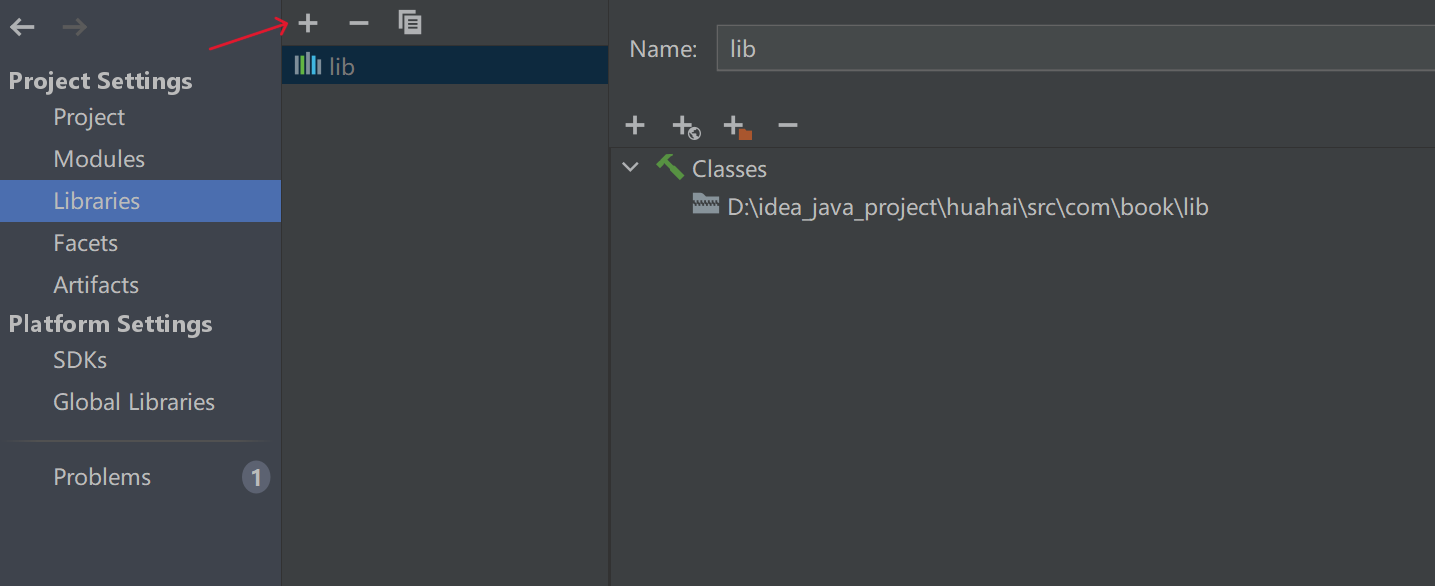 Project Settings
Project
Modules
Libraries
Facets
Artifacts
Platform Settings
SDKs
Global Libraries
Problems 1
lib
Name: lib
Classes
D:\idea_java_project\huahai\src\com\book\lib